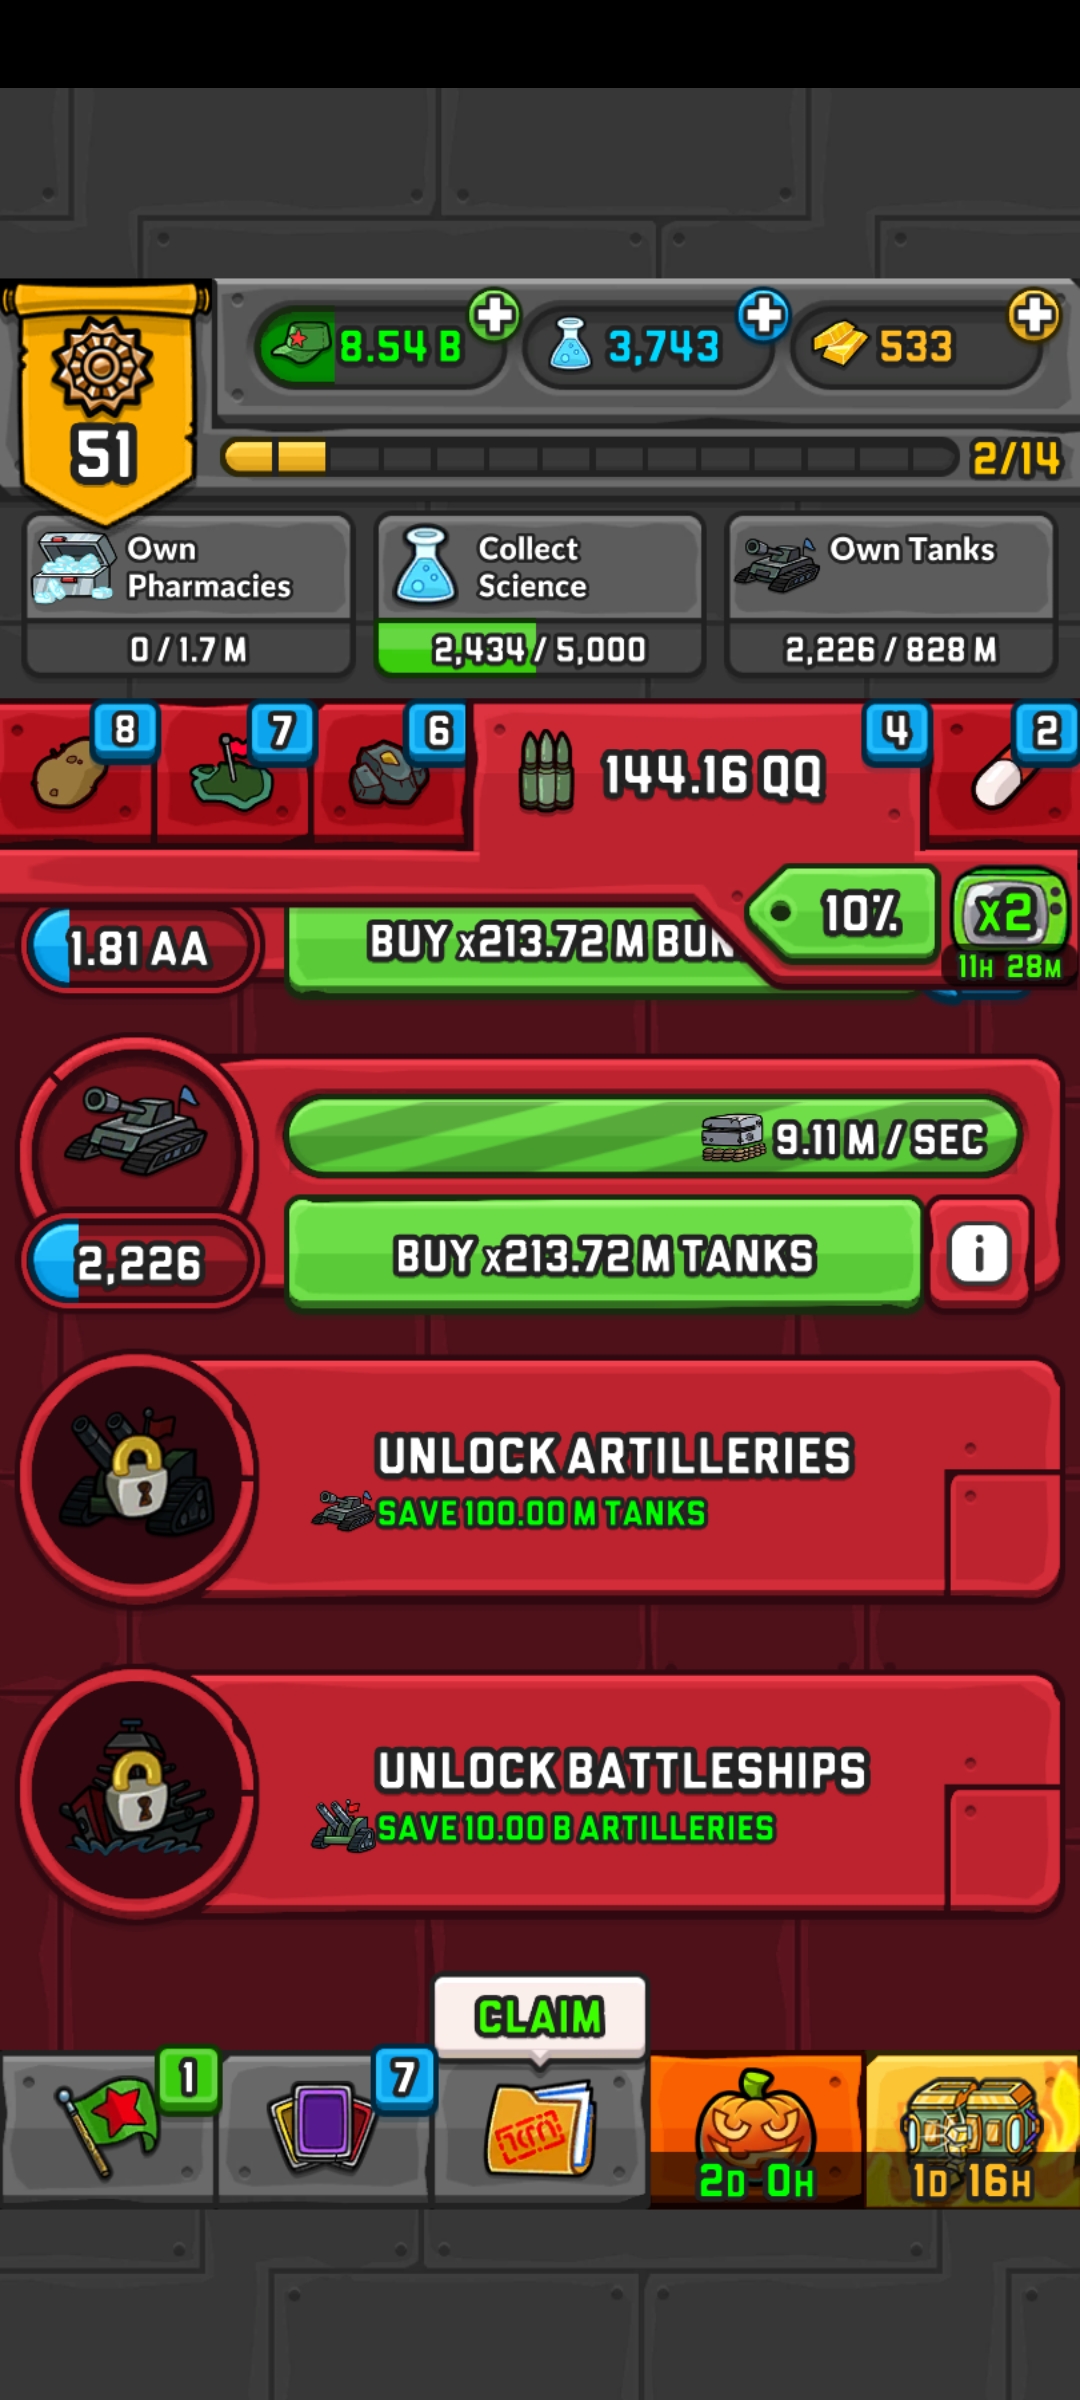 8.54 B
3,743
533
51
2/14
Own
Pharmacies
0 / 1.7 M
Collect
Science
2,434 / 5,000
Own Tanks
2,226 / 828 M
8
7
6
144.16 QQ
4
2
10%
x2
11H 28M
1.81 AA
BUY x213.72 M BUN
9.11 M / SEC
2,226
BUY x213.72 M TANKS
i
UNLOCK ARTILLERIES
SAVE 100.00 M TANKS
UNLOCK BATTLESHIPS
SAVE 10.00 B ARTILLERIES
CLAIM
1
7
2D 0H
1D 16H